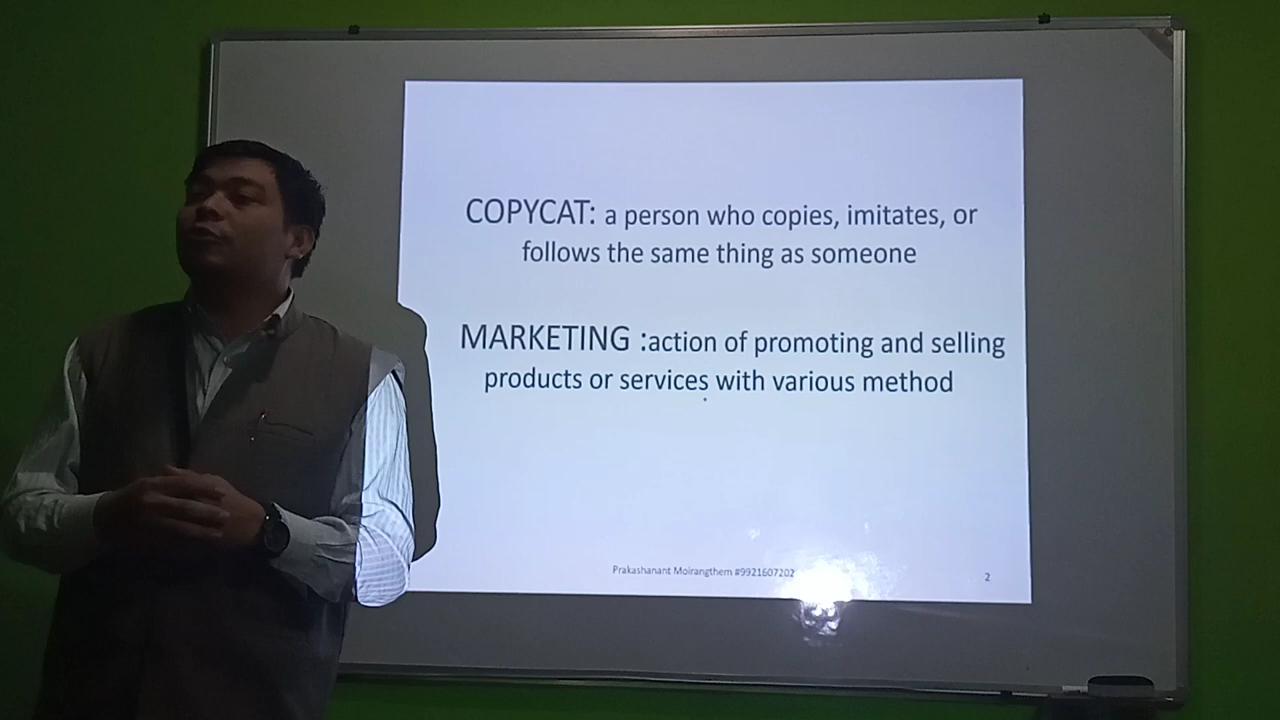 COPYCAT: a person who copies, imitates, or
follows the same thing as someone
MARKETING :action of promoting and selling
products or services with various method
Prakashanant Moirangthem #9921607202
2